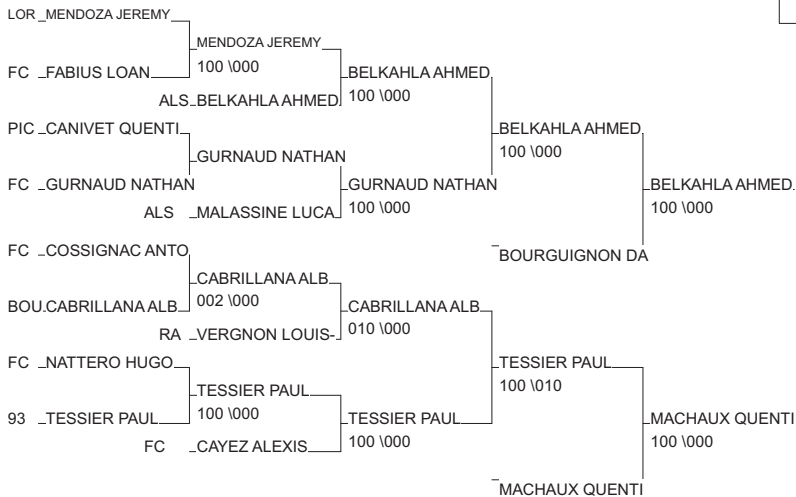 LOR MENDOZA JEREMY
MENDOZA JEREMY
100 \000
FC FABIUS LOAN
BELKAHLA AHMED
100 \000
ALS BELKAHLA AHMED
PIC CANIVET QUENTI
BELKAHLA AHMED
100 \000
GURNAUD NATHAN
FC GURNAUD NATHAN
GURNAUD NATHAN
100 \000
BELKAHLA AHMED
100 \000
ALS MALASSINE LUCA
FC COSSIGNAC ANTO
BOURGUIGNON DA
CABRILLANA ALB
002 \000
BOU CABRILLANA ALB
CABRILLANA ALB
010 \000
RA VERGNON LOUIS-
FC NATTERO HUGO
TESSIER PAUL
100 \010
TESSIER PAUL
100 \000
93 TESSIER PAUL
TESSIER PAUL
100 \000
MACHAUX QUENTI
100 \000
FC CAYEZ ALEXIS
MACHAUX QUENTI